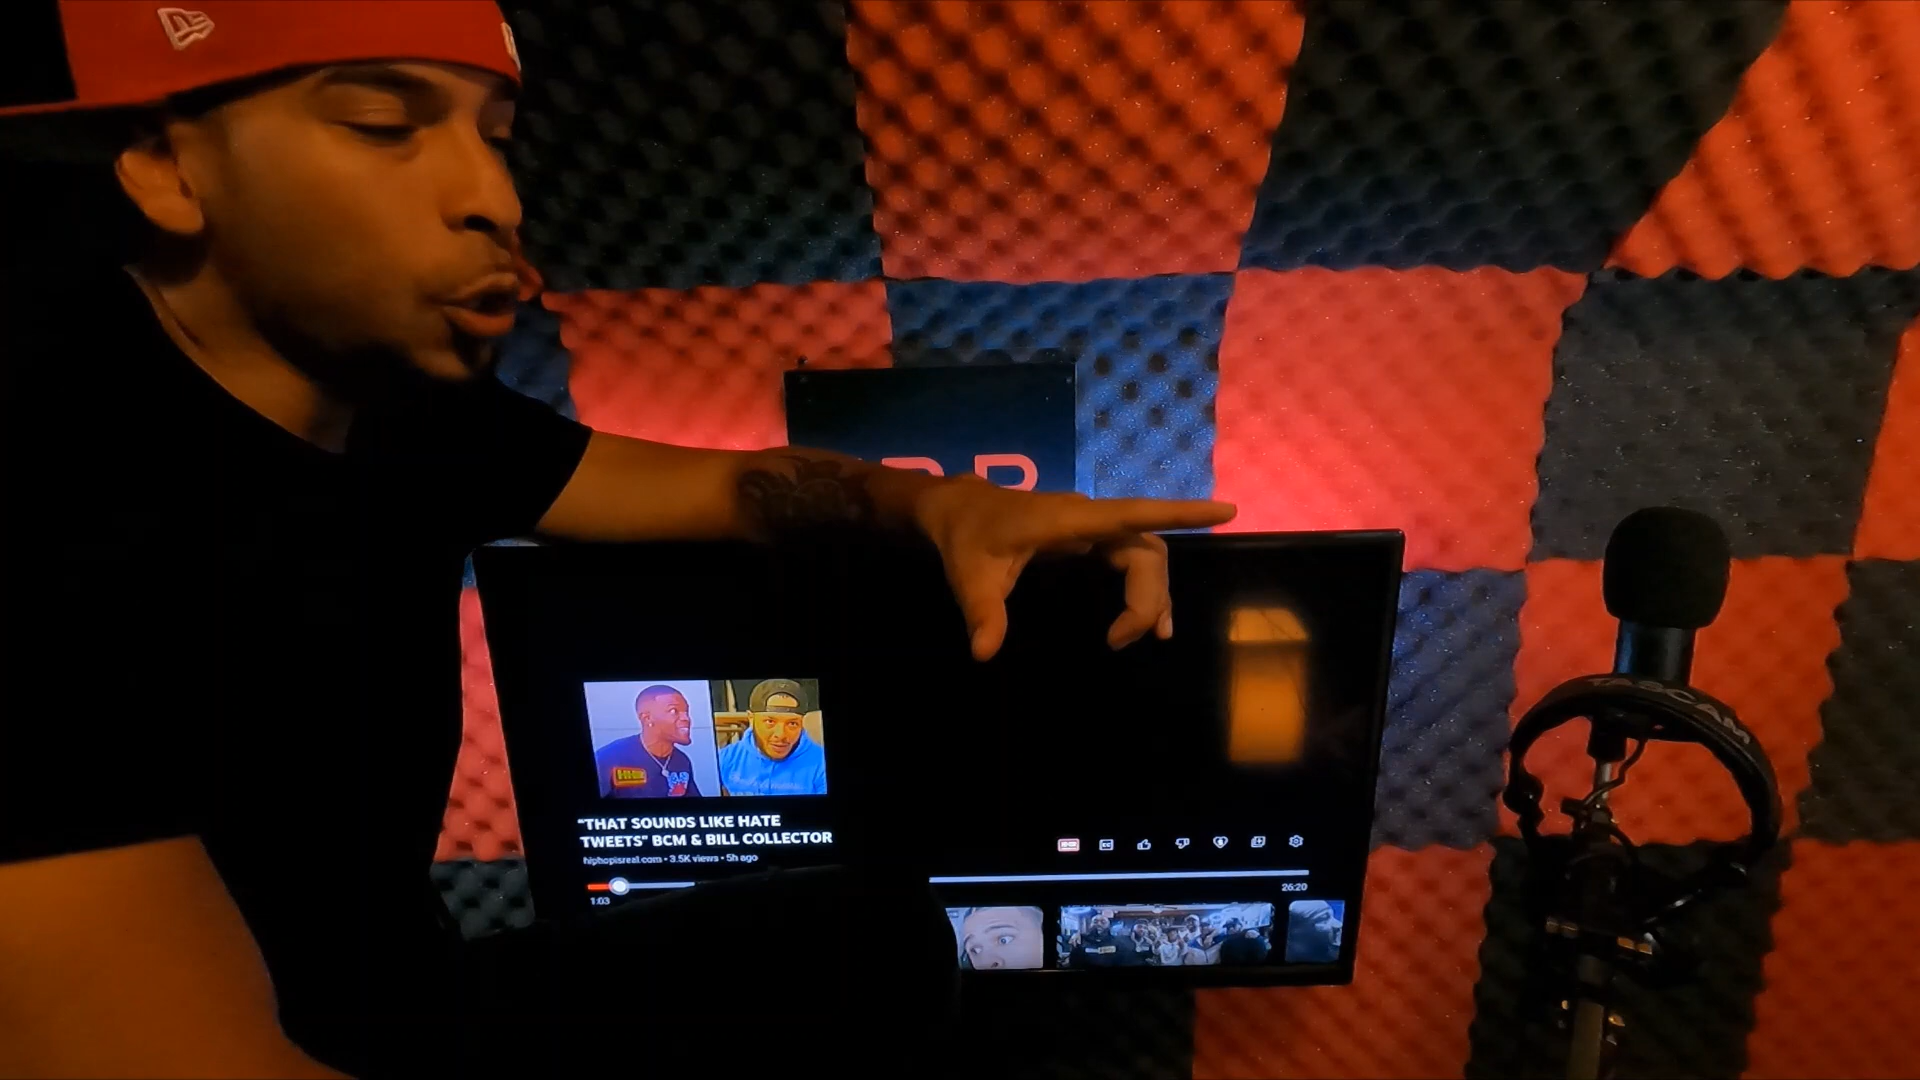 “THAT SOUNDS LIKE HATE
TWEETS” BCM & BILL COLLECTOR
hiphopisreal.com • 3.5K views • 5h ago
1:03
26:20
TASCAM